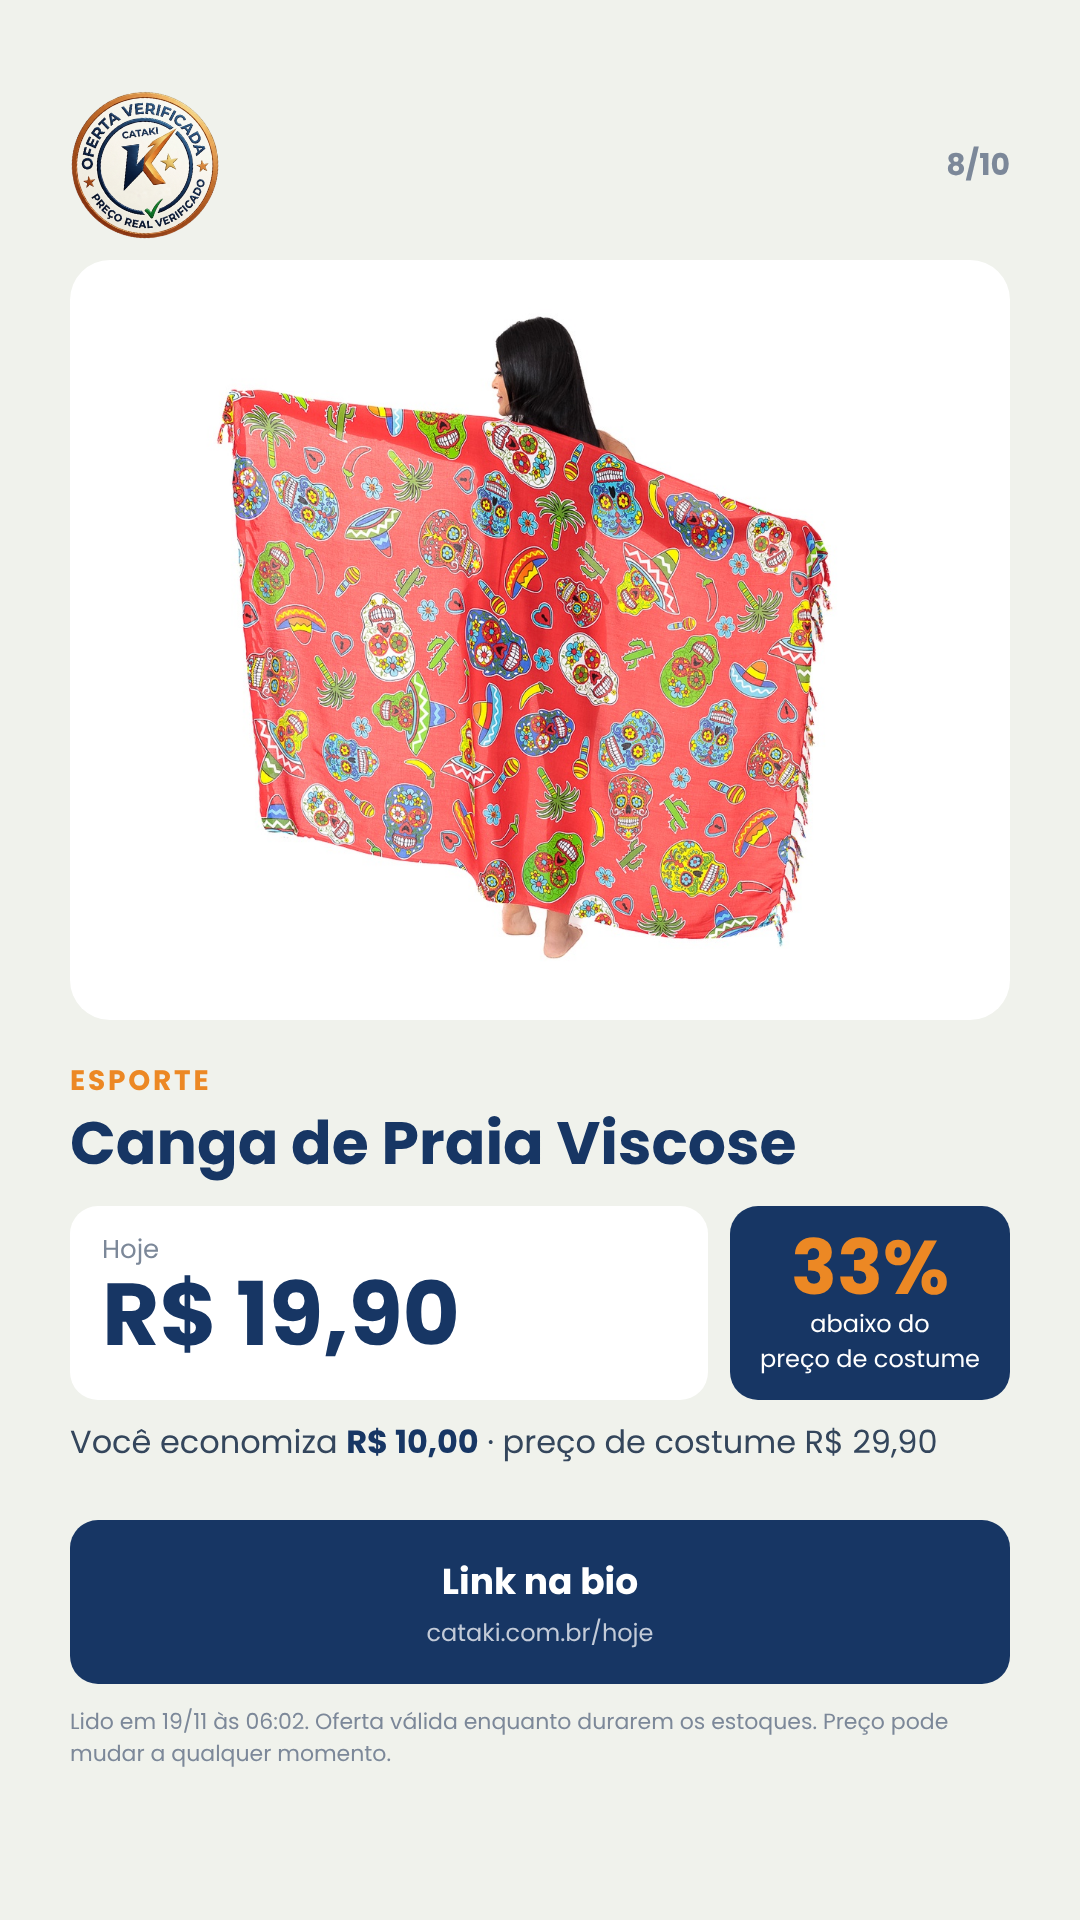 OFERTA VERIFICADA
CATAKI
K
PREÇO REAL VERIFICADO
8/10
ESPORTE
Canga de Praia Viscose
Hoje
R$ 19,90
33%
abaixo do
preço de costume
Você economiza R$ 10,00 · preço de costume R$ 29,90
Link na bio
cataki.com.br/hoje
Lido em 19/11 às 06:02. Oferta válida enquanto durarem os estoques. Preço pode
mudar a qualquer momento.